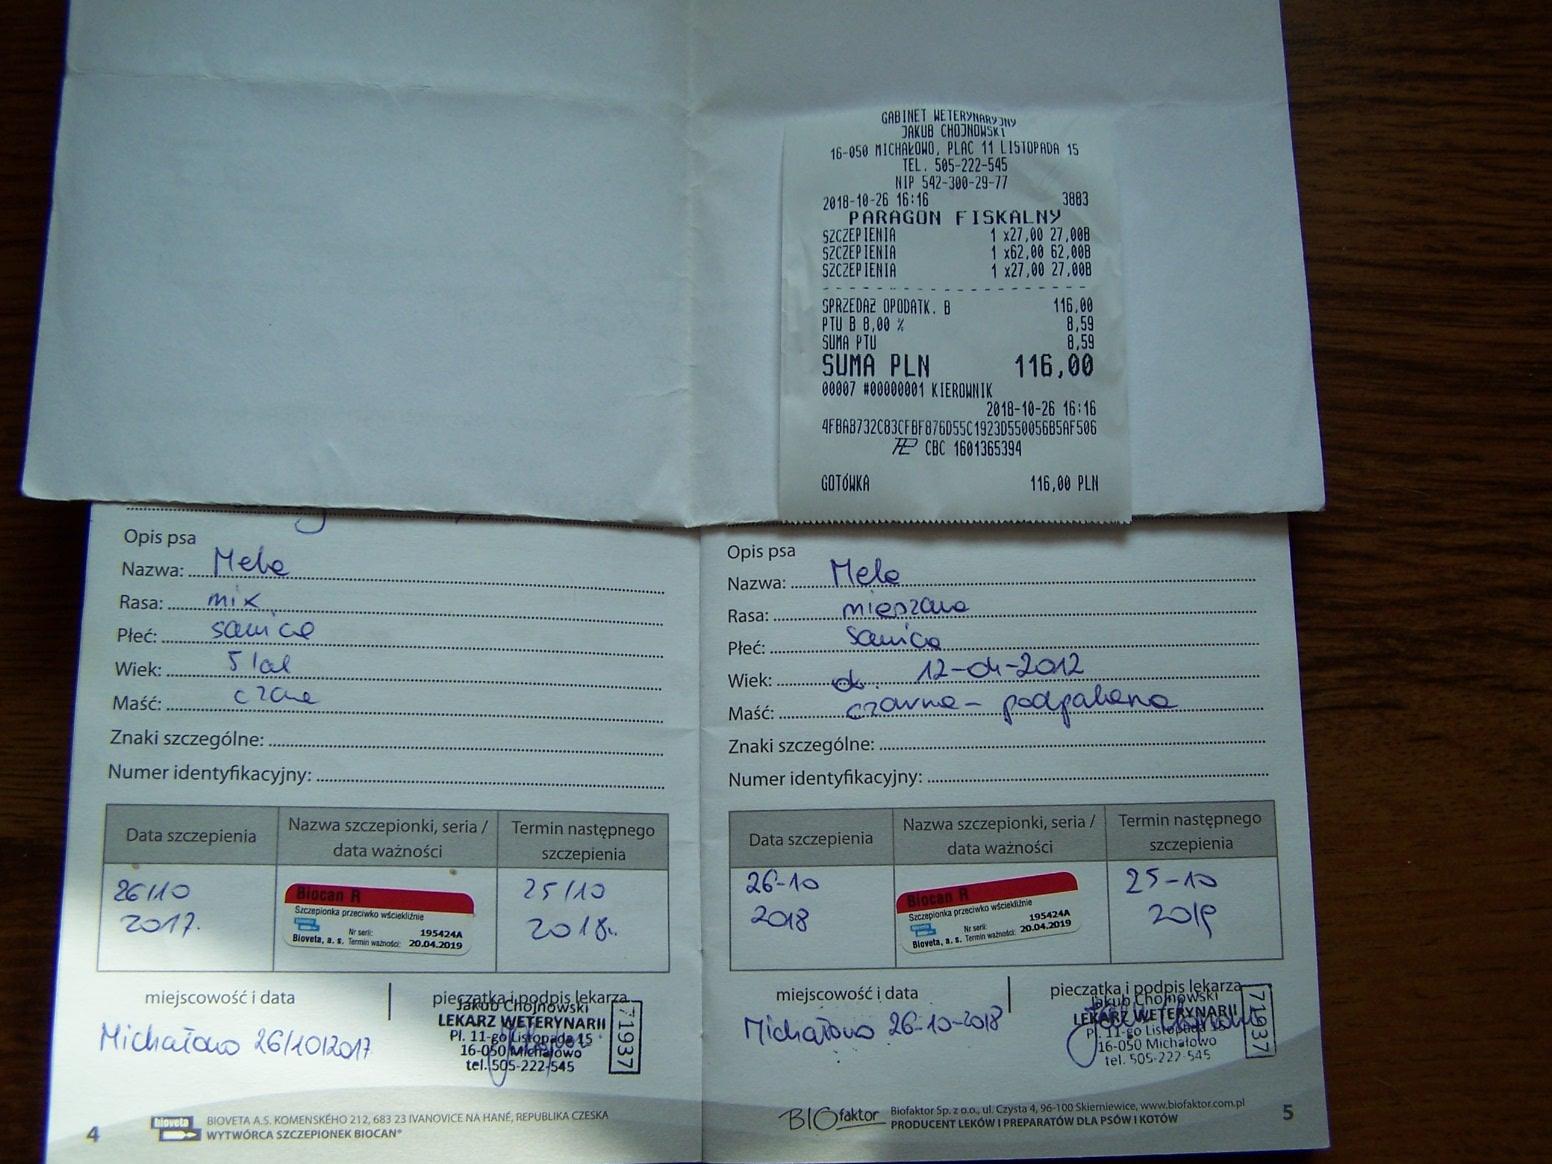 GABINET WETERYNARYJNY
JAKUB CHOJNOWSKI
16-050 MICHAŁOWO, PLAC 11 LISTOPADA 15
TEL. 505-222-545
NIP 542-300-29-77
2018-10-26 16:16 3883
PARAGON FISKALNY
SZCZEPIENIA 1 x27,00 27,00B
SZCZEPIENIA 1 x62,00 62,00B
SZCZEPIENIA 1 x27,00 27,00B
SPRZEDAŻ OPODATK. B 116,00
PTU B 8,00 % 8,59
SUMA PTU 8,59
SUMA PLN 116,00
00007 #00000001 KIEROWNIK
2018-10-26 16:16
4FBAB732C83CFBF876D55C1923D550056B5AF506
CBC 1601365394
GOTÓWKA 116,00 PLN
Opis psa
Nazwa: Mela
Rasa: mix
Płeć: samica
Wiek: 5 lat
Maść: czarna
Znaki szczególne:
Numer identyfikacyjny:
Data szczepienia
Nazwa szczepionki, seria /
data ważności
Termin następnego
szczepienia
26/10
2017.
Biocan R
Szczepionka przeciwko wściekliźnie
Nr serii: 195424A
Bioveta, a. s. Termin ważności: 20.04.2019
25/10
2018.
miejscowość i data
pieczątka i podpis lekarza
Michałowo 26/10/2017
Jakub Chojnowski
LEKARZ WETERYNARII
Pl. 11-go Listopada 15
16-050 Michałowo
tel. 505-222-545
71937
4
bioveta
BIOVETA A.S. KOMENSKÉHO 212, 683 23 IVANOVICE NA HANÉ, REPUBLIKA CZESKA
WYTWÓRCA SZCZEPIONEK BIOCAN®
Opis psa
Nazwa: Mela
Rasa: mieszana
Płeć: Samica
Wiek: ok. 12-04-2012
Maść: czarna - podpalana
Znaki szczególne:
Numer identyfikacyjny:
Data szczepienia
Nazwa szczepionki, seria /
data ważności
Termin następnego
szczepienia
26-10
2018
Biocan R
Szczepionka przeciwko wściekliźnie
Nr serii: 195424A
Bioveta, a. s. Termin ważności: 20.04.2019
25-10
2019
miejscowość i data
pieczątka i podpis lekarza
Michałowo 26-10-2018
Jakub Chojnowski
LEKARZ WETERYNARII
Pl. 11-go Listopada 15
16-050 Michałowo
tel. 505-222-545
71937
BIOfaktor
Biofaktor Sp. z o.o., ul. Czysta 4, 96-100 Skierniewice, www.biofaktor.com.pl
PRODUCENT LEKÓW I PREPARATÓW DLA PSÓW I KOTÓW
5